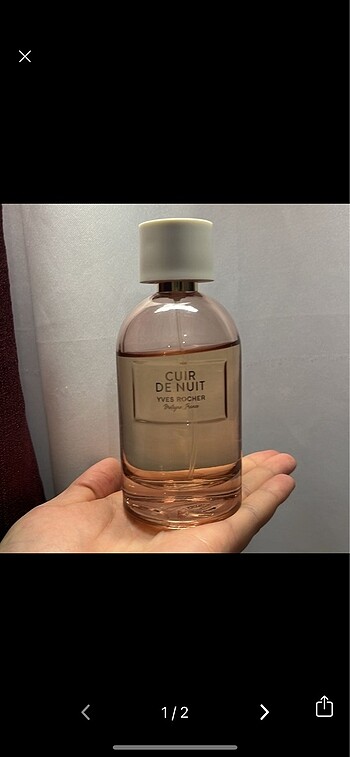 CUIR
DE NUIT
YVES ROCHER
1/2